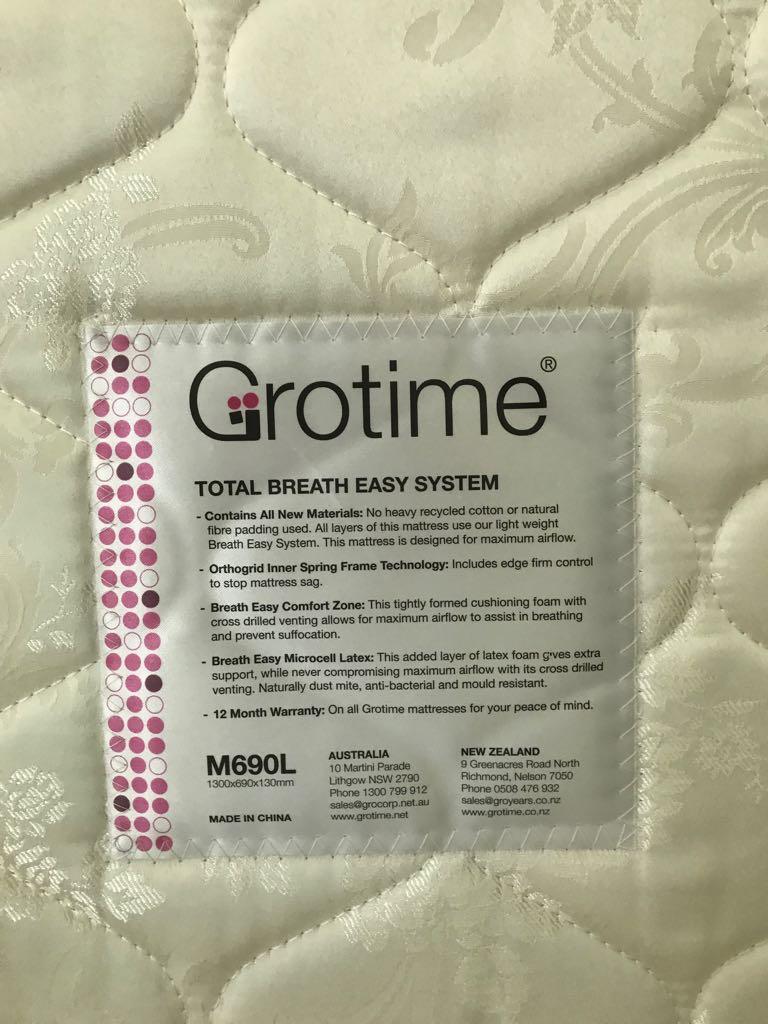 Grotime®
TOTAL BREATH EASY SYSTEM
- Contains All New Materials: No heavy recycled cotton or natural
fibre padding used. All layers of this mattress use our light weight
Breath Easy System. This mattress is designed for maximum airflow.
- Orthogrid Inner Spring Frame Technology: Includes edge firm control
to stop mattress sag.
- Breath Easy Comfort Zone: This tightly formed cushioning foam with
cross drilled venting allows for maximum airflow to assist in breathing
and prevent suffocation.
- Breath Easy Microcell Latex: This added layer of latex foam gives extra
support, while never compromising maximum airflow with its cross drilled
venting. Naturally dust mite, anti-bacterial and mould resistant.
- 12 Month Warranty: On all Grotime mattresses for your peace of mind.
M690L
1300x690x130mm
MADE IN CHINA
AUSTRALIA
10 Martini Parade
Lithgow NSW 2790
Phone 1300 799 912
sales@grocorp.net.au
www.grotime.net
NEW ZEALAND
9 Greenacres Road North
Richmond, Nelson 7050
Phone 0508 476 932
sales@groyears.co.nz
www.grotime.co.nz